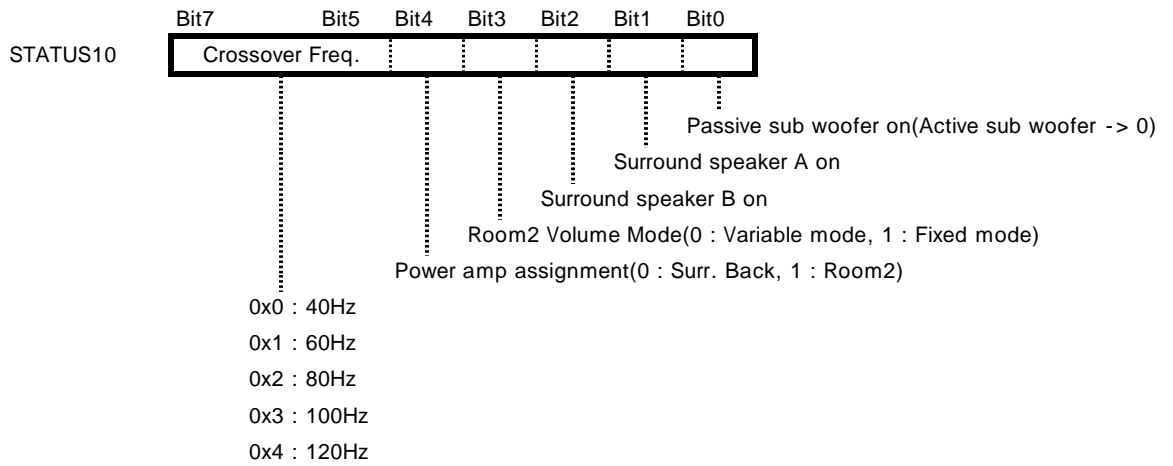 Bit7 Bit5 Bit4 Bit3 Bit2 Bit1 Bit0
STATUS10 Crossover Freq.
Passive sub woofer on(Active sub woofer -> 0)
Surround speaker A on
Surround speaker B on
Room2 Volume Mode(0 : Variable mode, 1 : Fixed mode)
Power amp assignment(0 : Surr. Back, 1 : Room2)
0x0 : 40Hz
0x1 : 60Hz
0x2 : 80Hz
0x3 : 100Hz
0x4 : 120Hz